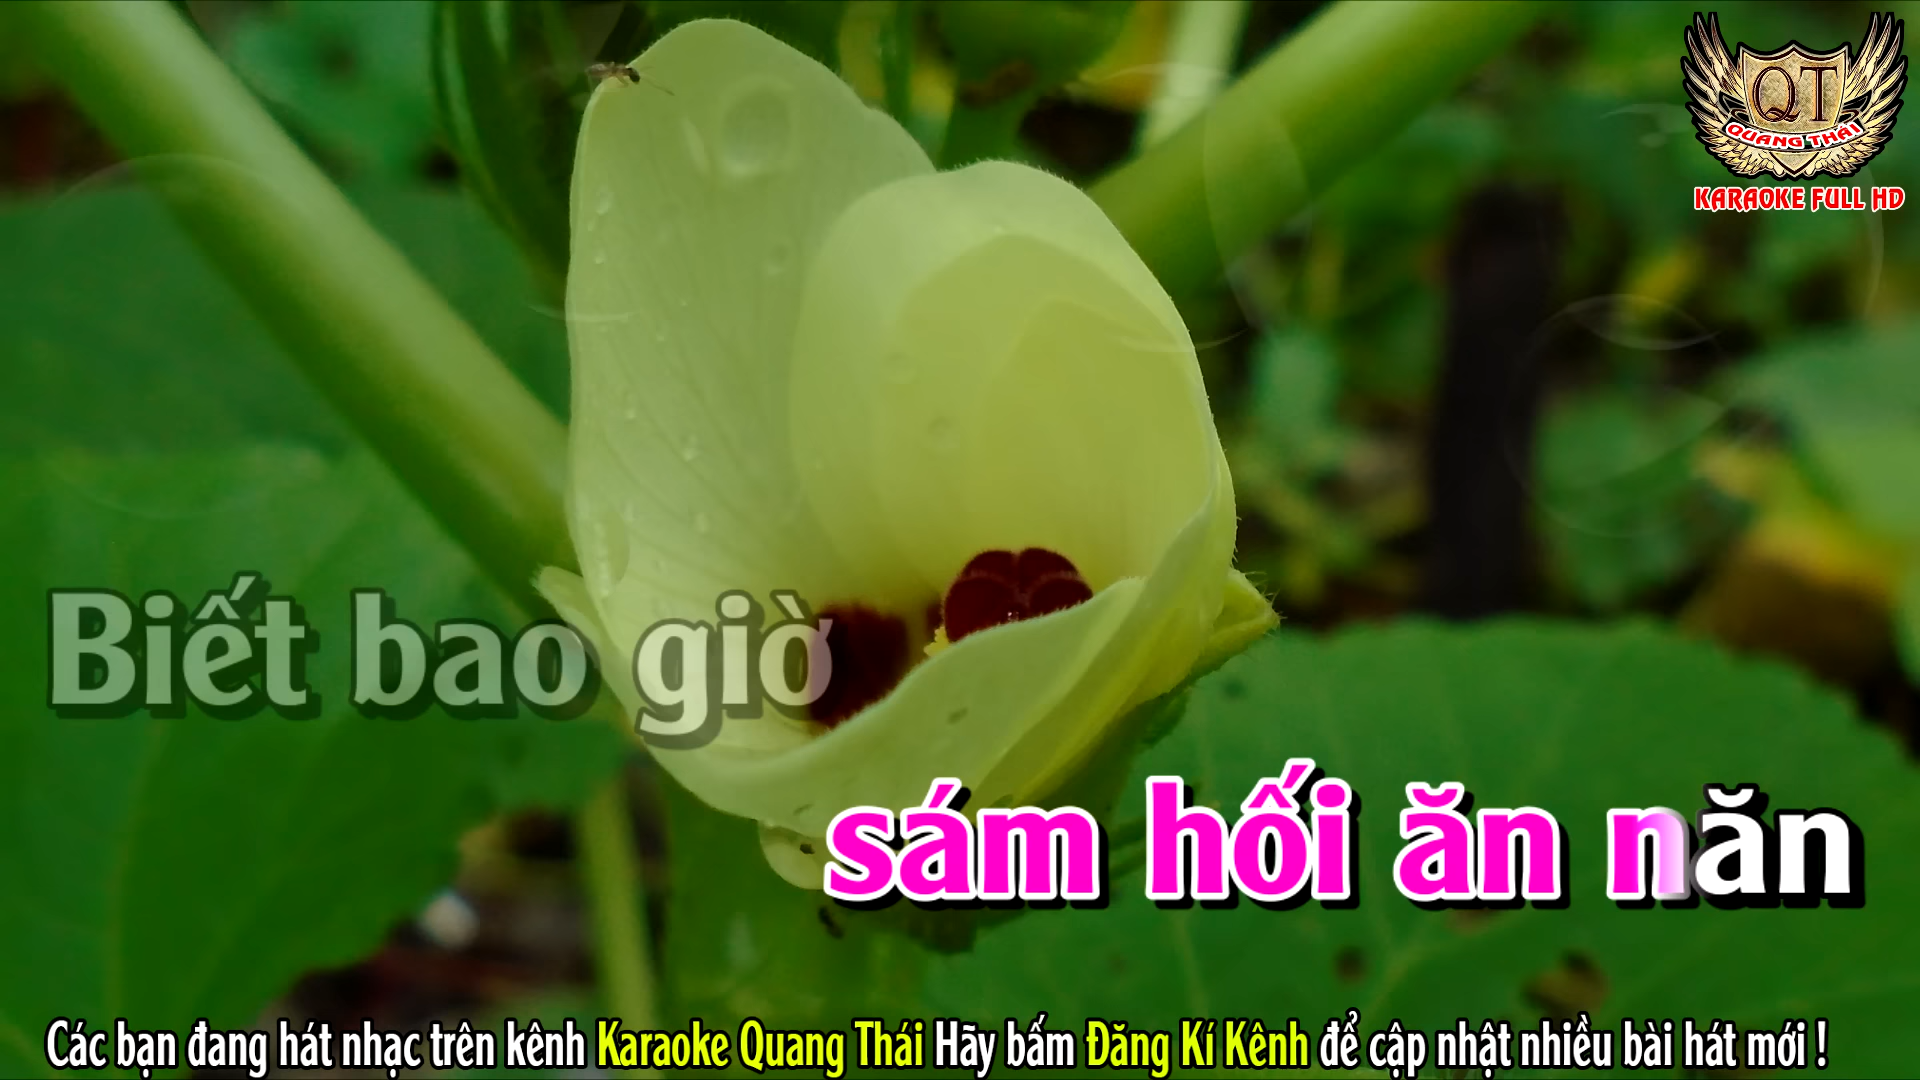 QT
QUANG THÁI
KARAOKE FULL HD
Biết bao giờ
sám hối ăn năn
Các bạn đang hát nhạc trên kênh Karaoke Quang Thái Hãy bấm Đăng Kí Kênh để cập nhật nhiều bài hát mới !